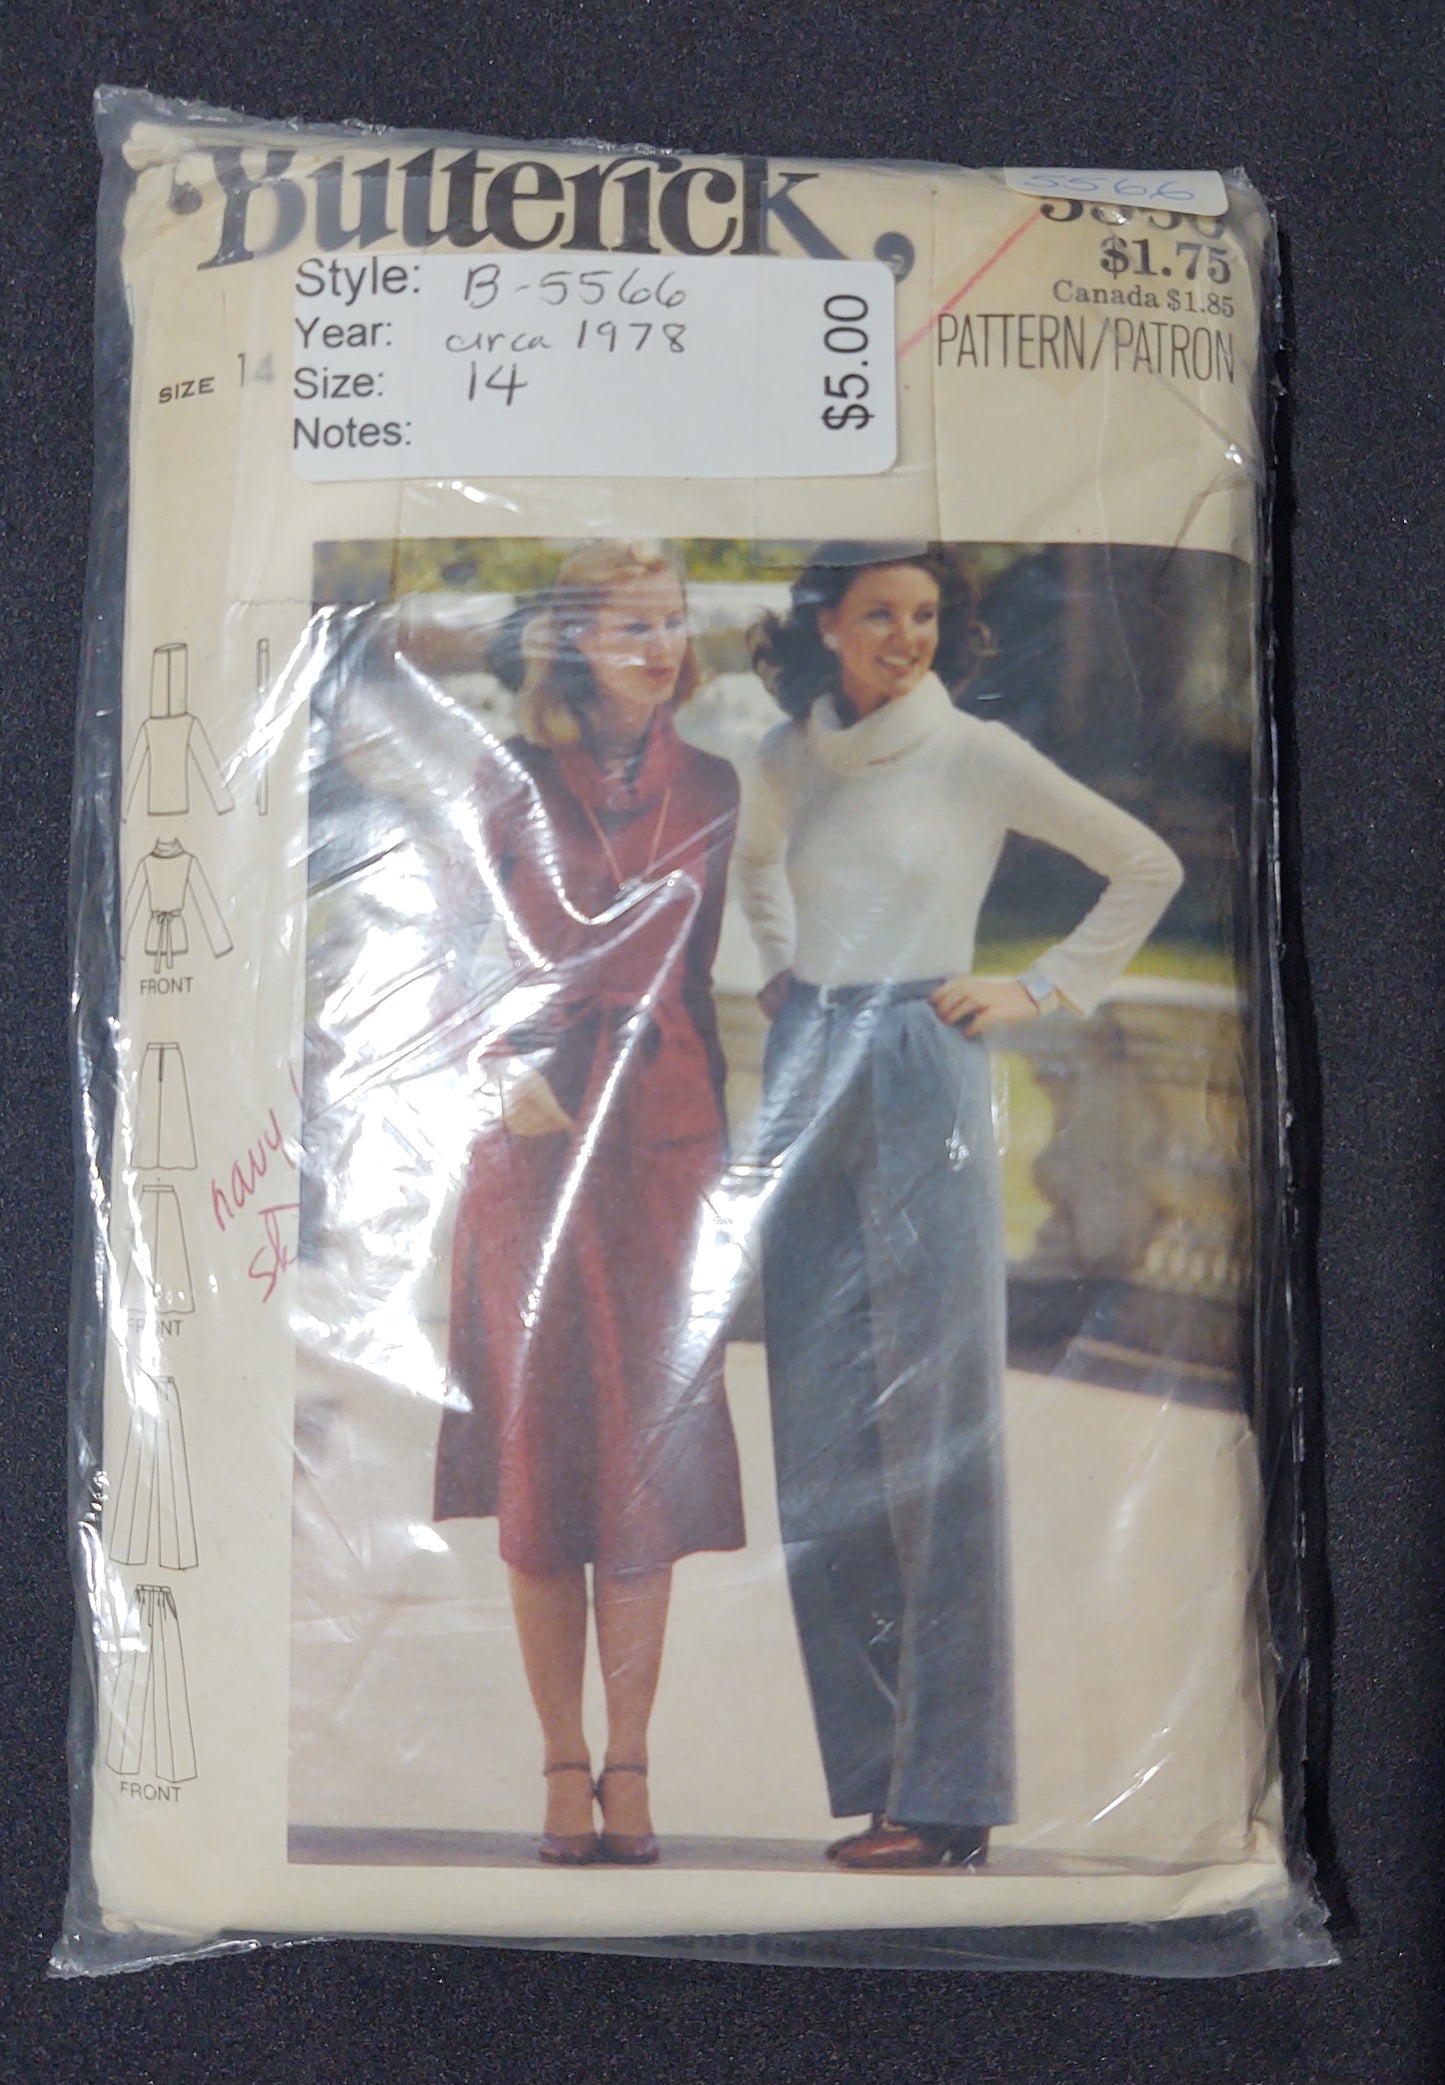 Butterick
5566
$1.75
Canada $1.85
PATTERN/PATRON
SIZE 14
Style: B-5566
Year: circa 1978
Size: 14
Notes:
$5.00
FRONT
navy
FRONT
FRONT